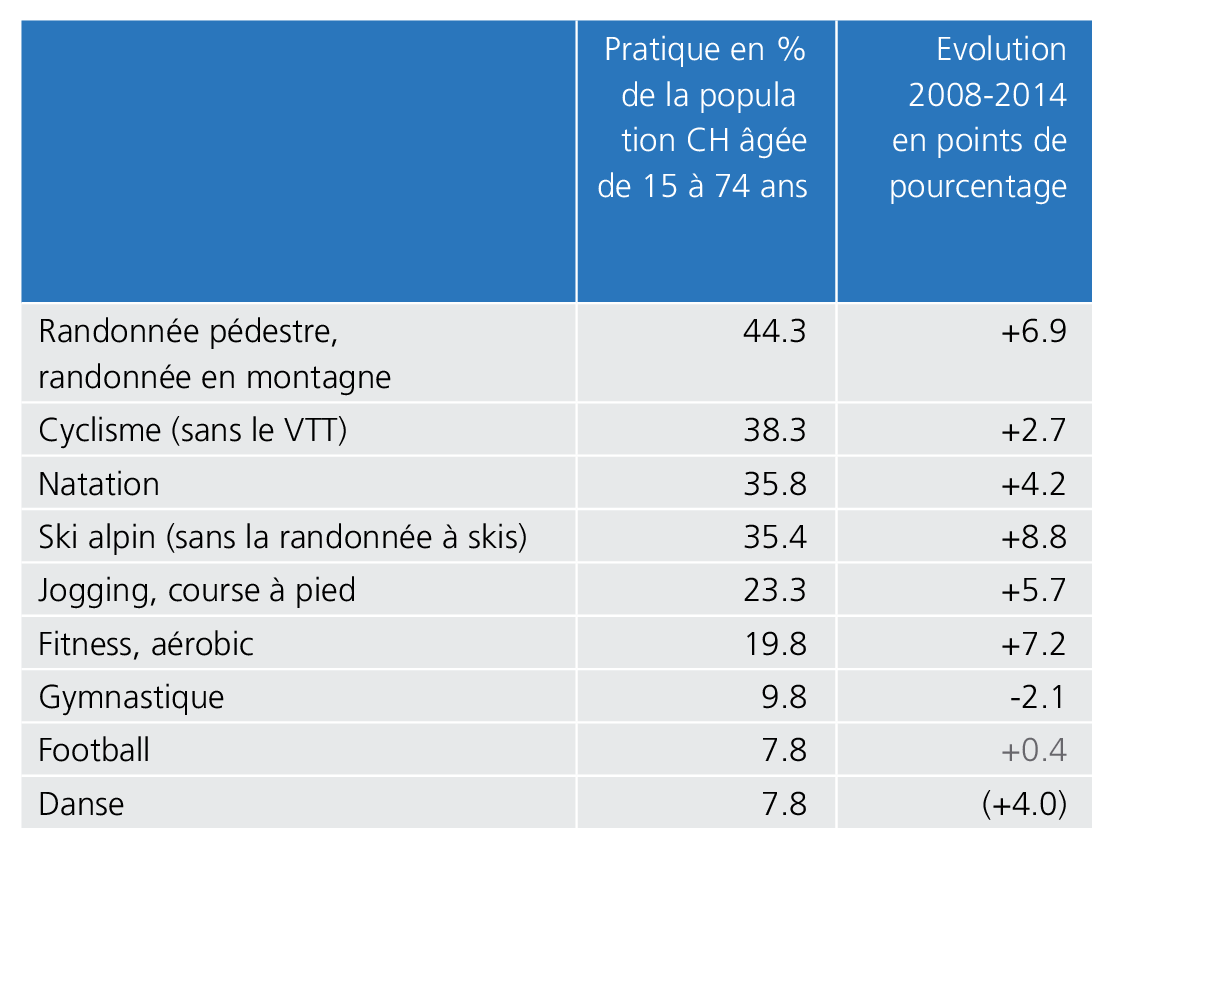 Pratique en %
de la popula
tion CH âgée
de 15 à 74 ans
Evolution
2008-2014
en points de
pourcentage
Randonnée pédestre,
randonnée en montagne
44.3
+6.9
Cyclisme (sans le VTT)
38.3
+2.7
Natation
35.8
+4.2
Ski alpin (sans la randonnée à skis)
35.4
+8.8
Jogging, course à pied
23.3
+5.7
Fitness, aérobic
19.8
+7.2
Gymnastique
9.8
-2.1
Football
7.8
+0.4
Danse
7.8
(+4.0)